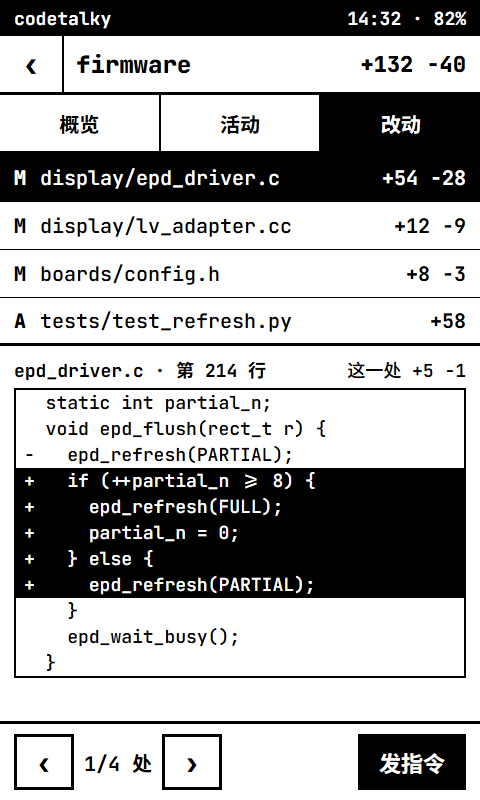 codetalky 14:32 · 82%
‹ firmware +132 -40
概览 活动 改动
M display/epd_driver.c +54 -28
M display/lv_adapter.cc +12 -9
M boards/config.h +8 -3
A tests/test_refresh.py +58
epd_driver.c · 第 214 行 这一处 +5 -1
static int partial_n;
void epd_flush(rect_t r) {
-   epd_refresh(PARTIAL);
+   if (++partial_n >= 8) {
+     epd_refresh(FULL);
+     partial_n = 0;
+   } else {
+     epd_refresh(PARTIAL);
}
epd_wait_busy();
}
‹ 1/4 处 › 发指令